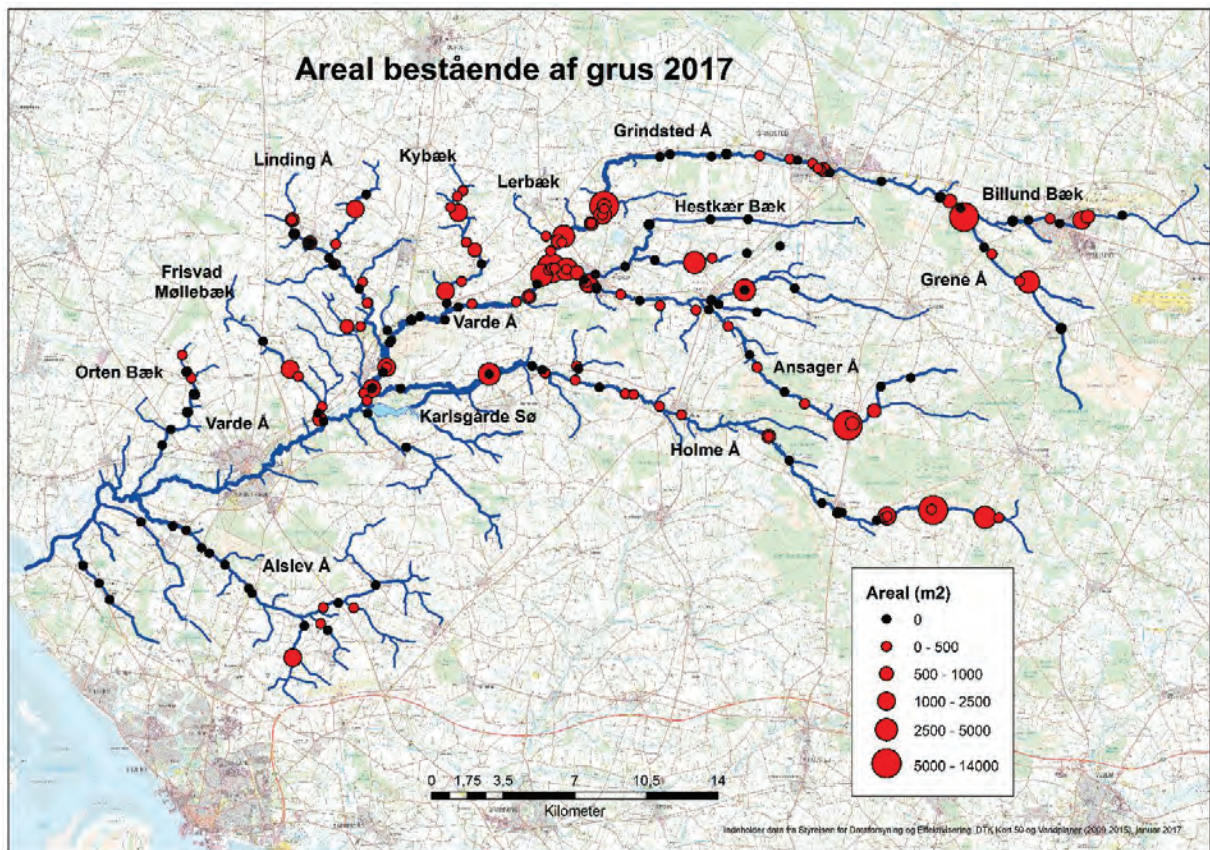 Areal bestående af grus 2017
Grindsted Å
Linding Å
Kybæk
Lerbæk
Billund Bæk
Hestkær Bæk
Frisvad
Møllebæk
Grene Å
Varde Å
Orten Bæk
Ansager Å
Varde Å
Karlsgårde Sø
Holme Å
Alslev Å
Areal (m2)
0
0 - 500
500 - 1000
1000 - 2500
2500 - 5000
5000 - 14000
0 1,75 3,5 7 10,5 14
Kilometer
Indeholder data fra Styrelsen for Dataforsyning og Effektivisering, DTK Kort 50 og Vandplaner (2009-2015), januar 2017